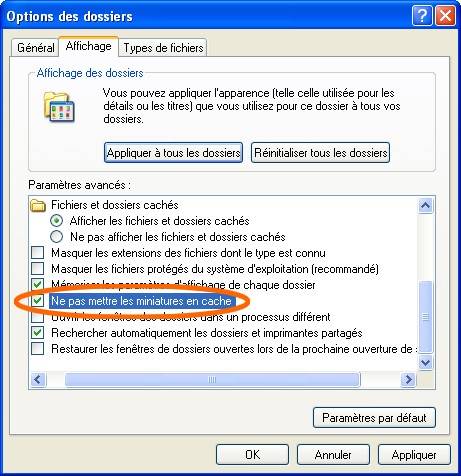 Options des dossiers
Général Affichage Types de fichiers
Affichage des dossiers
Vous pouvez appliquer l'apparence (telle celle utilisée pour les
détails ou les titres) que vous utilisez pour ce dossier à tous vos
dossiers.
Appliquer à tous les dossiers Réinitialiser tous les dossiers
Paramètres avancés :
Fichiers et dossiers cachés
Afficher les fichiers et dossiers cachés
Ne pas afficher les fichiers et dossiers cachés
Masquer les extensions des fichiers dont le type est connu
Masquer les fichiers protégés du système d'exploitation (recommandé)
Mémoriser les paramètres d'affichage de chaque dossier
Ne pas mettre les miniatures en cache
Ouvrir les fenêtres des dossiers dans un processus différent
Rechercher automatiquement les dossiers et imprimantes partagés
Restaurer les fenêtres de dossiers ouvertes lors de la prochaine ouverture de
Paramètres par défaut
OK Annuler Appliquer